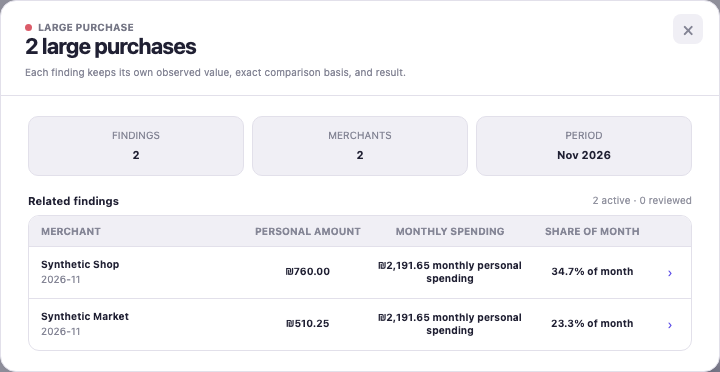 LARGE PURCHASE
2 large purchases
Each finding keeps its own observed value, exact comparison basis, and result.
×
FINDINGS
2
MERCHANTS
2
PERIOD
Nov 2026
Related findings
2 active · 0 reviewed
MERCHANT PERSONAL AMOUNT MONTHLY SPENDING SHARE OF MONTH
Synthetic Shop
2026-11
₪760.00
₪2,191.65 monthly personal
spending
34.7% of month
›
Synthetic Market
2026-11
₪510.25
₪2,191.65 monthly personal
spending
23.3% of month
›